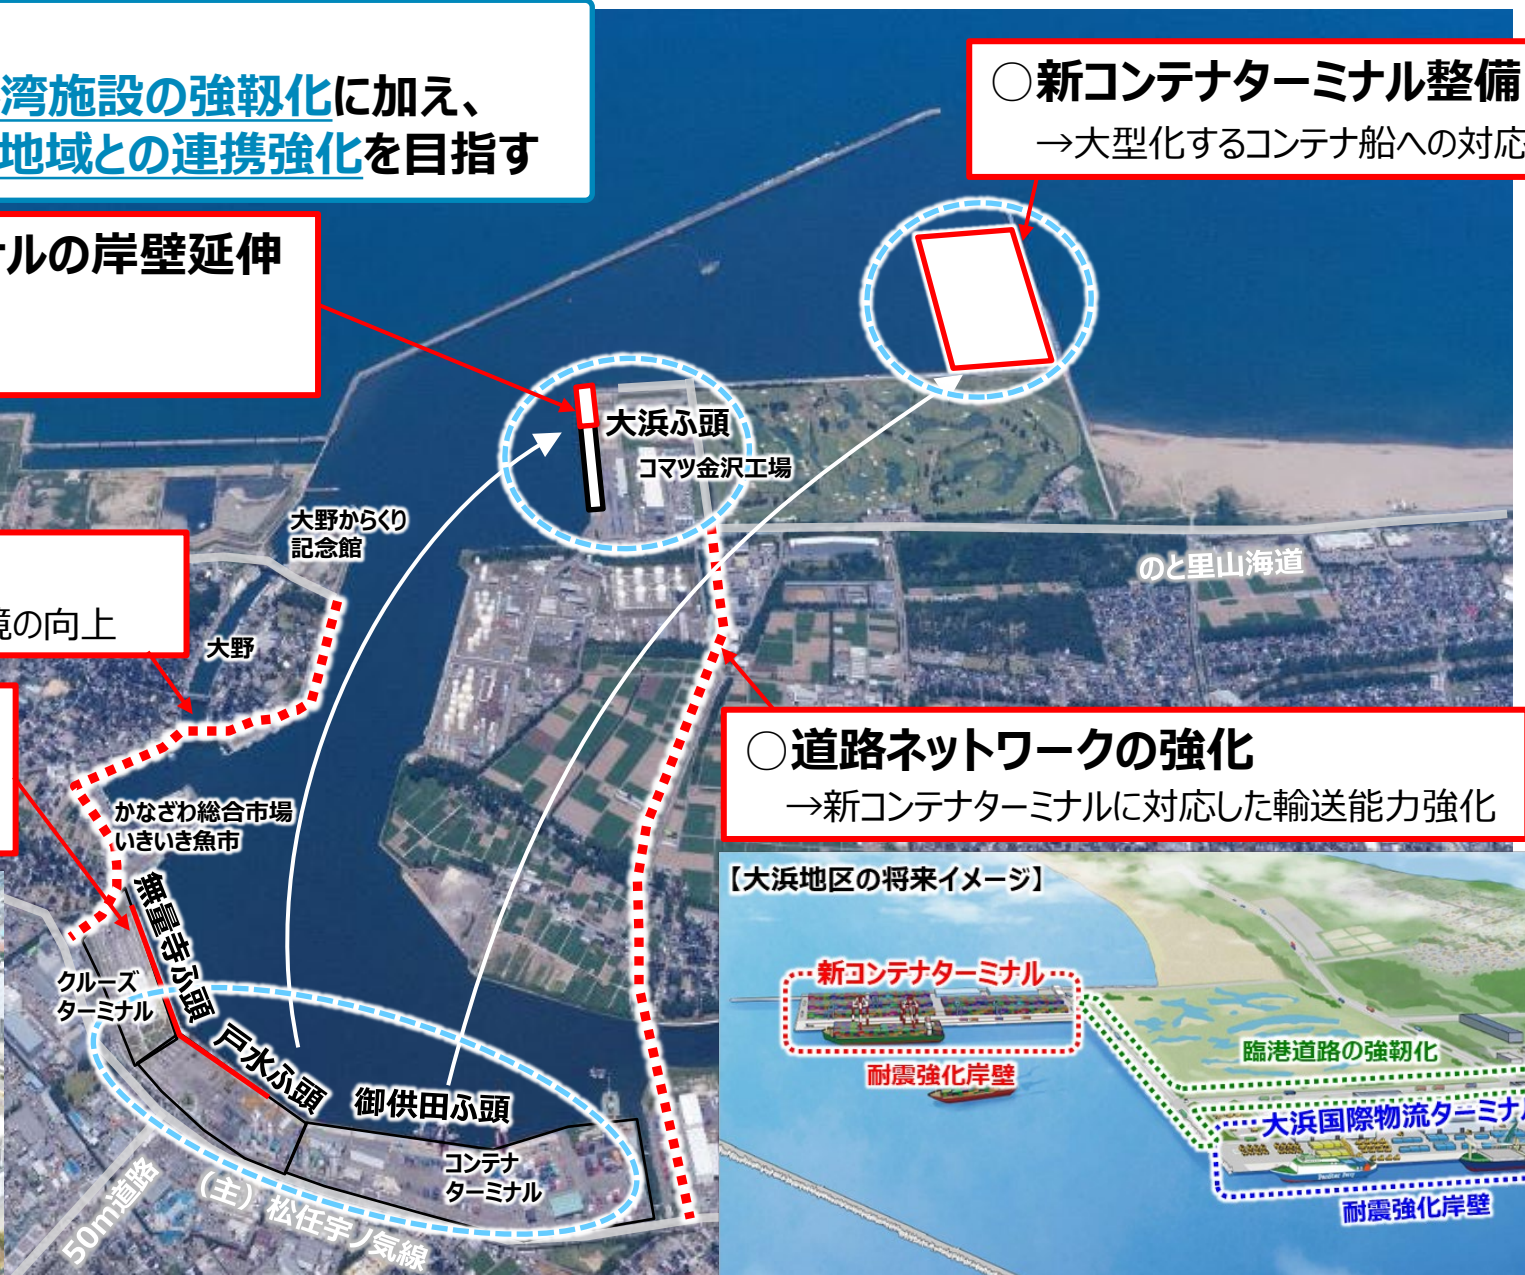 湾施設の強靱化に加え、
地域との連携強化を目指す
○新コンテナターミナル整備
→大型化するコンテナ船への対応
ルの岸壁延伸
大浜ふ頭
コマツ金沢工場
大野からくり
記念館
のと里山海道
境の向上
大野
○道路ネットワークの強化
→新コンテナターミナルに対応した輸送能力強化
かなざわ総合市場
いきいき魚市
無量寺ふ頭
クルーズ
ターミナル
戸水ふ頭
御供田ふ頭
コンテナ
ターミナル
50m道路
(主)松任宇ノ気線
【大浜地区の将来イメージ】
新コンテナターミナル
耐震強化岸壁
臨港道路の強靭化
大浜国際物流ターミナル
耐震強化岸壁